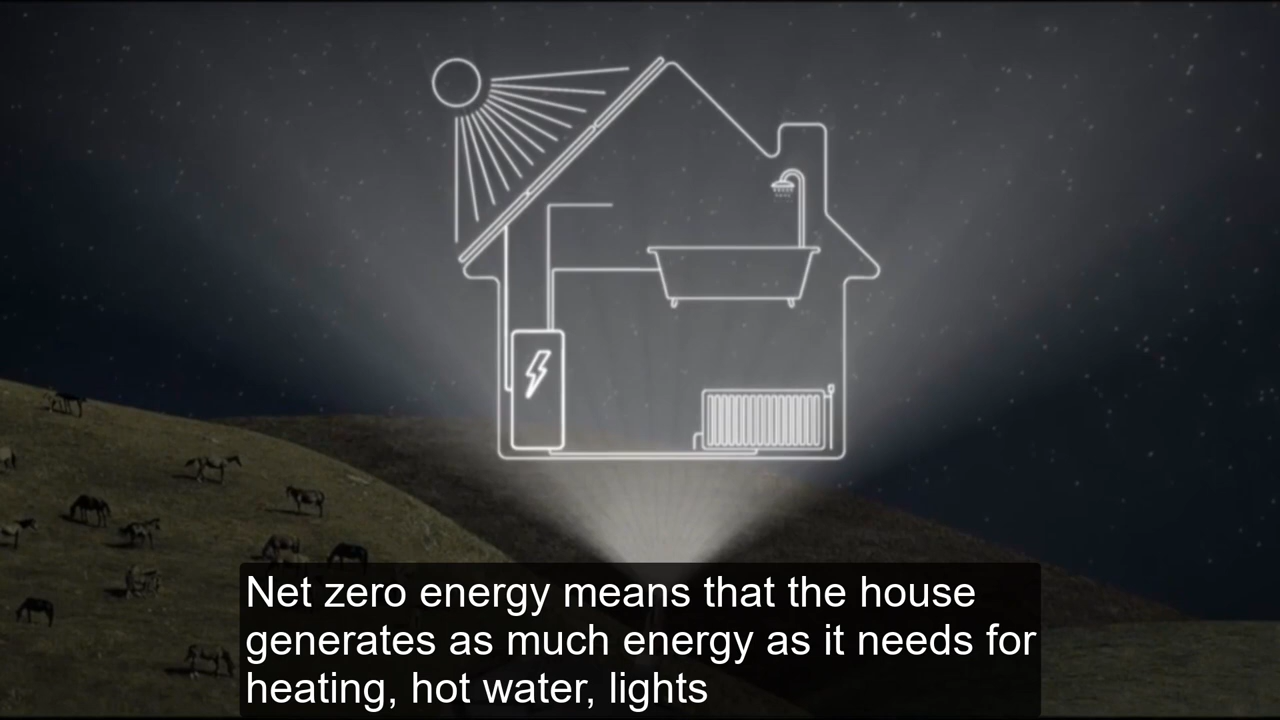 Net zero energy means that the house
generates as much energy as it needs for
heating, hot water, lights